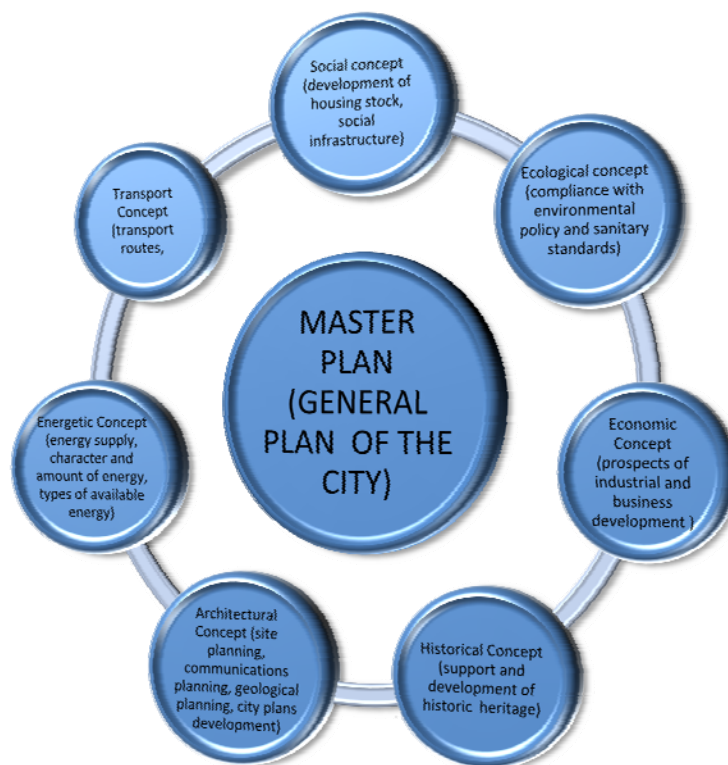 Social concept
(development of
housing stock,
social
infrastructure)
Ecological concept
(compliance with
environmental
policy and sanitary
standards)
Transport
Concept
(transport
routes,
MASTER
PLAN
(GENERAL
PLAN OF THE
CITY)
Economic
Concept
(prospects of
industrial and
business
development )
Energetic Concept
(energy supply,
character and
amount of energy,
types of available
energy)
Architectural
Concept (site
planning,
communications
planning, geological
planning, city plans
development)
Historical Concept
(support and
development of
historic heritage)